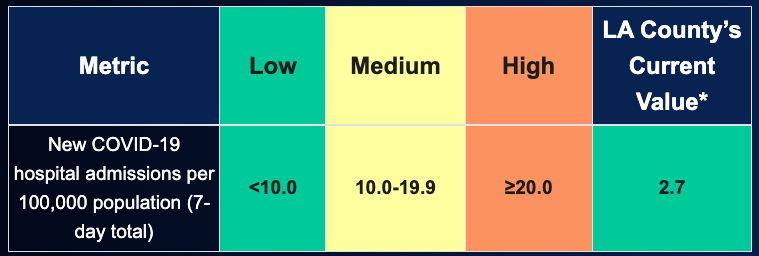 Metric
Low
Medium
High
LA County's
Current
Value*
New COVID-19
hospital admissions per
100,000 population (7-
day total)
<10.0
10.0-19.9
≥20.0
2.7